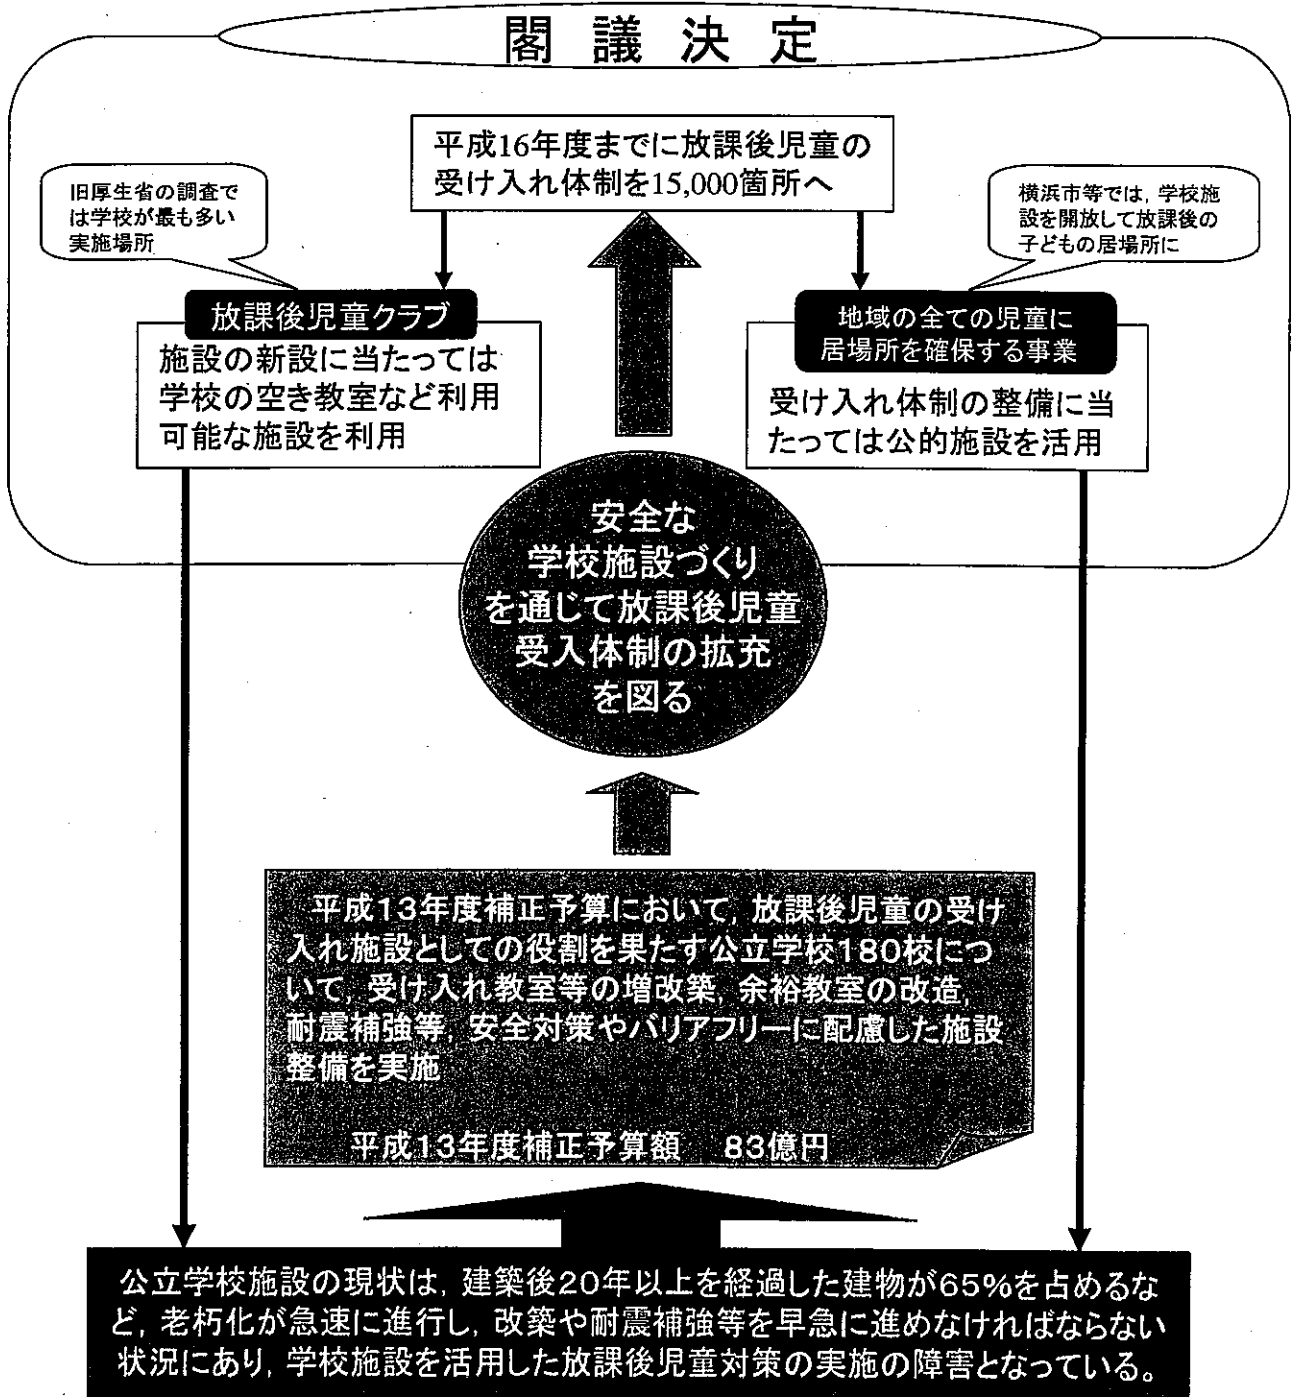 閣議決定
平成16年度までに放課後児童の
受け入れ体制を15,000箇所へ
旧厚生省の調査で
は学校が最も多い
実施場所
横浜市等では，学校施
設を開放して放課後の
子どもの居場所に
放課後児童クラブ
施設の新設に当たっては
学校の空き教室など利用
可能な施設を利用
地域の全ての児童に
居場所を確保する事業
受け入れ体制の整備に当
たっては公的施設を活用
安全な
学校施設づくり
を通じて放課後児童
受入体制の拡充
を図る
平成13年度補正予算において，放課後児童の受け
入れ施設としての役割を果たす公立学校180校につ
いて，受け入れ教室等の増改築，余裕教室の改造，
耐震補強等，安全対策やバリアフリーに配慮した施設
整備を実施
平成13年度補正予算額　83億円
公立学校施設の現状は，建築後20年以上を経過した建物が65%を占めるな
ど，老朽化が急速に進行し，改築や耐震補強等を早急に進めなければならない
状況にあり，学校施設を活用した放課後児童対策の実施の障害となっている。